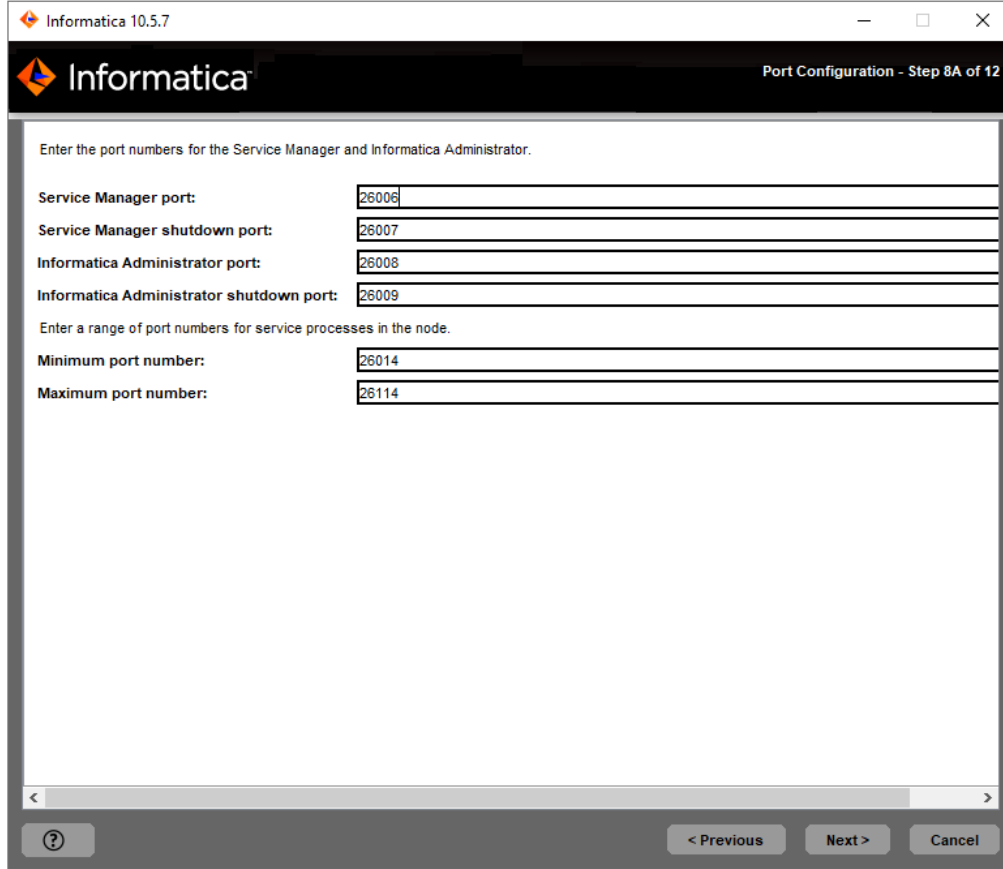 Informatica 10.5.7
Informatica
Port Configuration - Step 8A of 12
Enter the port numbers for the Service Manager and Informatica Administrator.
Service Manager port: 26006
Service Manager shutdown port: 26007
Informatica Administrator port: 26008
Informatica Administrator shutdown port: 26009
Enter a range of port numbers for service processes in the node.
Minimum port number: 26014
Maximum port number: 26114
? < Previous Next > Cancel